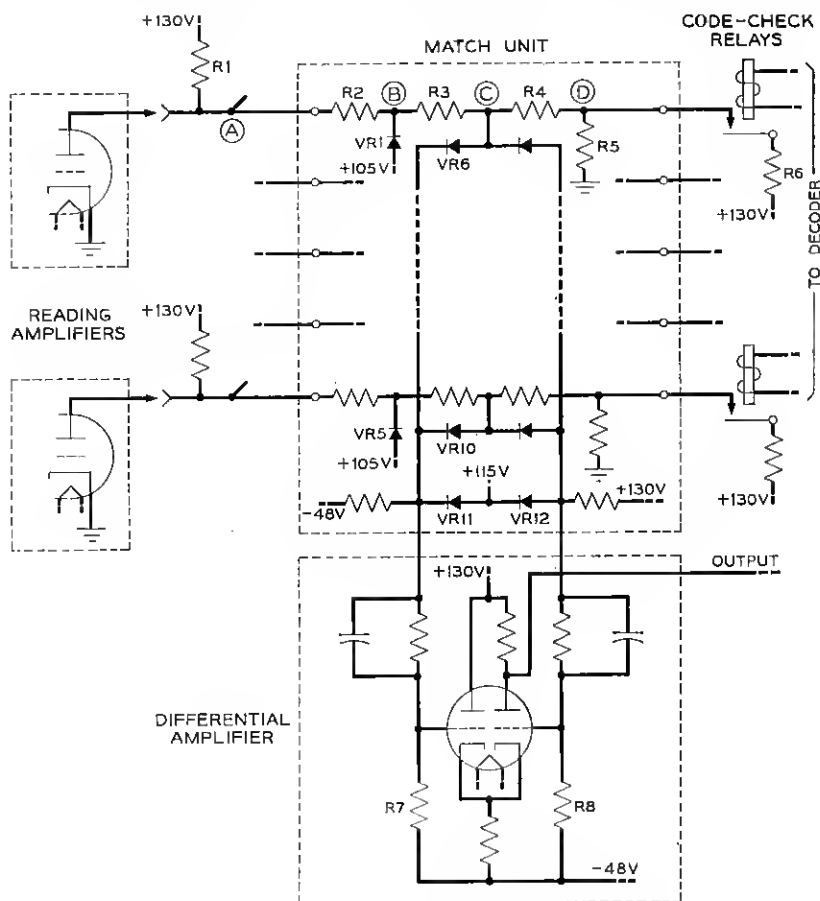 +130V
R1
MATCH UNIT
CODE-CHECK
RELAYS
R2
B
R3
C
R4
D
A
VR1
+105V
VR6
R5
R6
+130V
TO DECODER
READING
AMPLIFIERS
+130V
VR5
+105V
VR10
+115V
-48V
VR11
VR12
+130V
+130V
+130V
OUTPUT
DIFFERENTIAL
AMPLIFIER
R7
R8
-48V